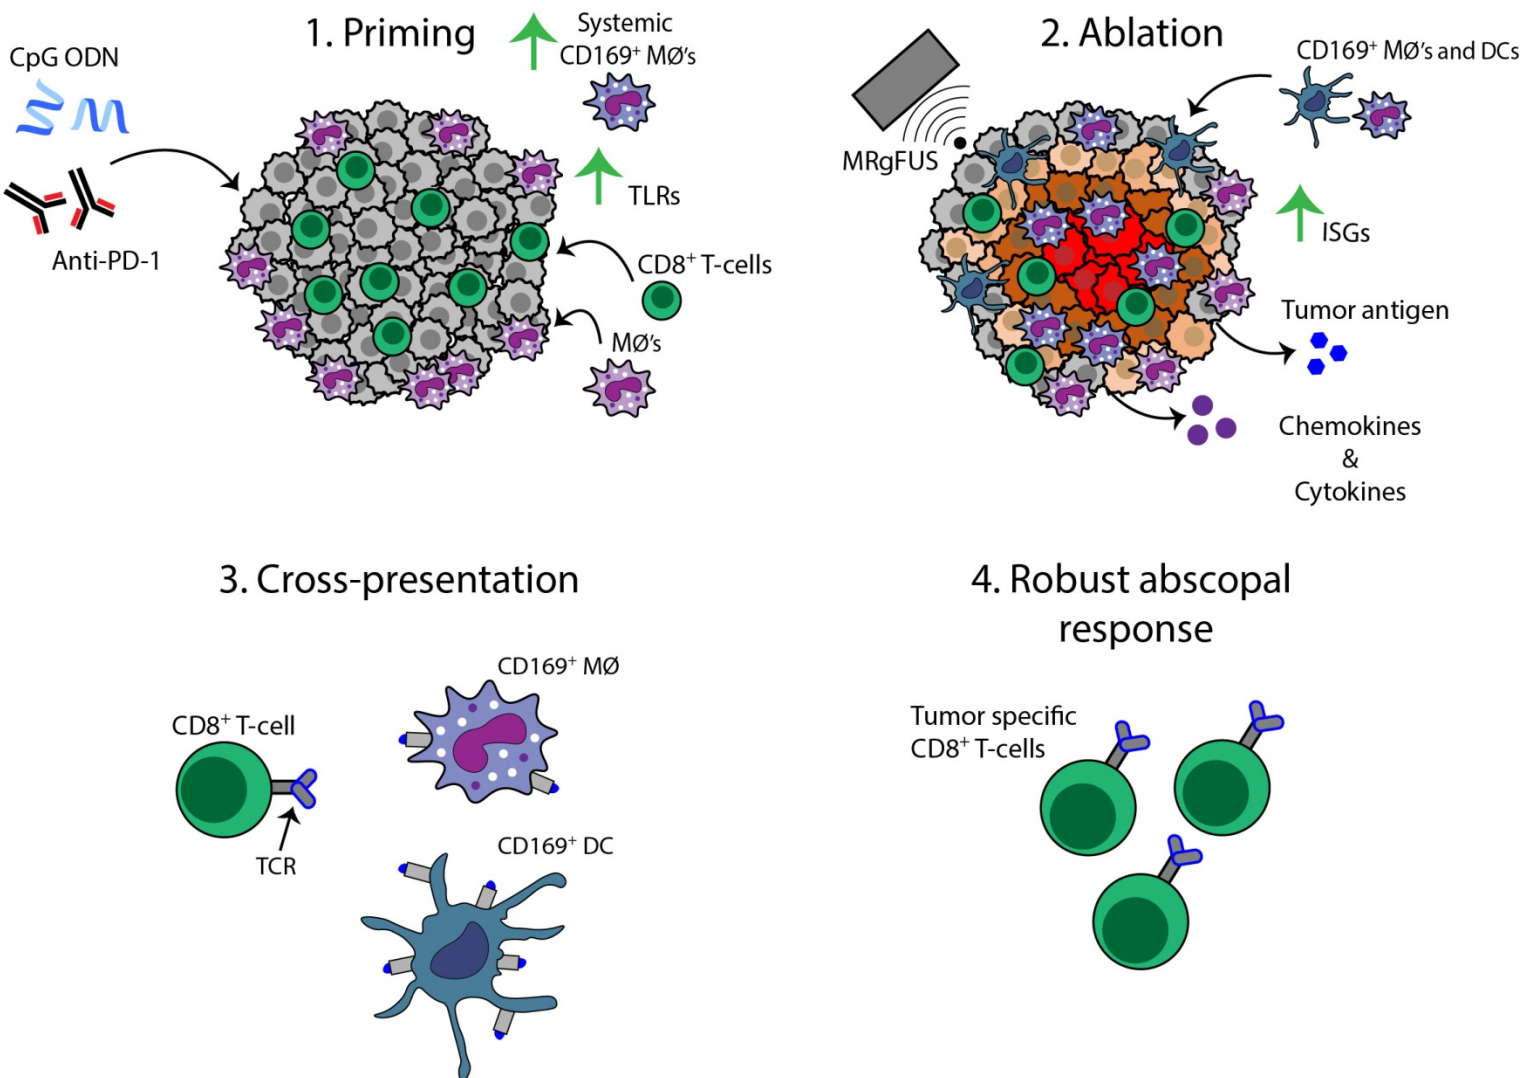 1. Priming
CpG ODN
Anti-PD-1
Systemic
CD169⁺ MØ's
TLRs
CD8⁺ T-cells
MØ's
2. Ablation
MRgFUS
CD169⁺ MØ's and DCs
ISGs
Tumor antigen
Chemokines
&
Cytokines
3. Cross-presentation
CD169⁺ MØ
CD8⁺ T-cell
TCR
CD169⁺ DC
4. Robust abscopal
response
Tumor specific
CD8⁺ T-cells